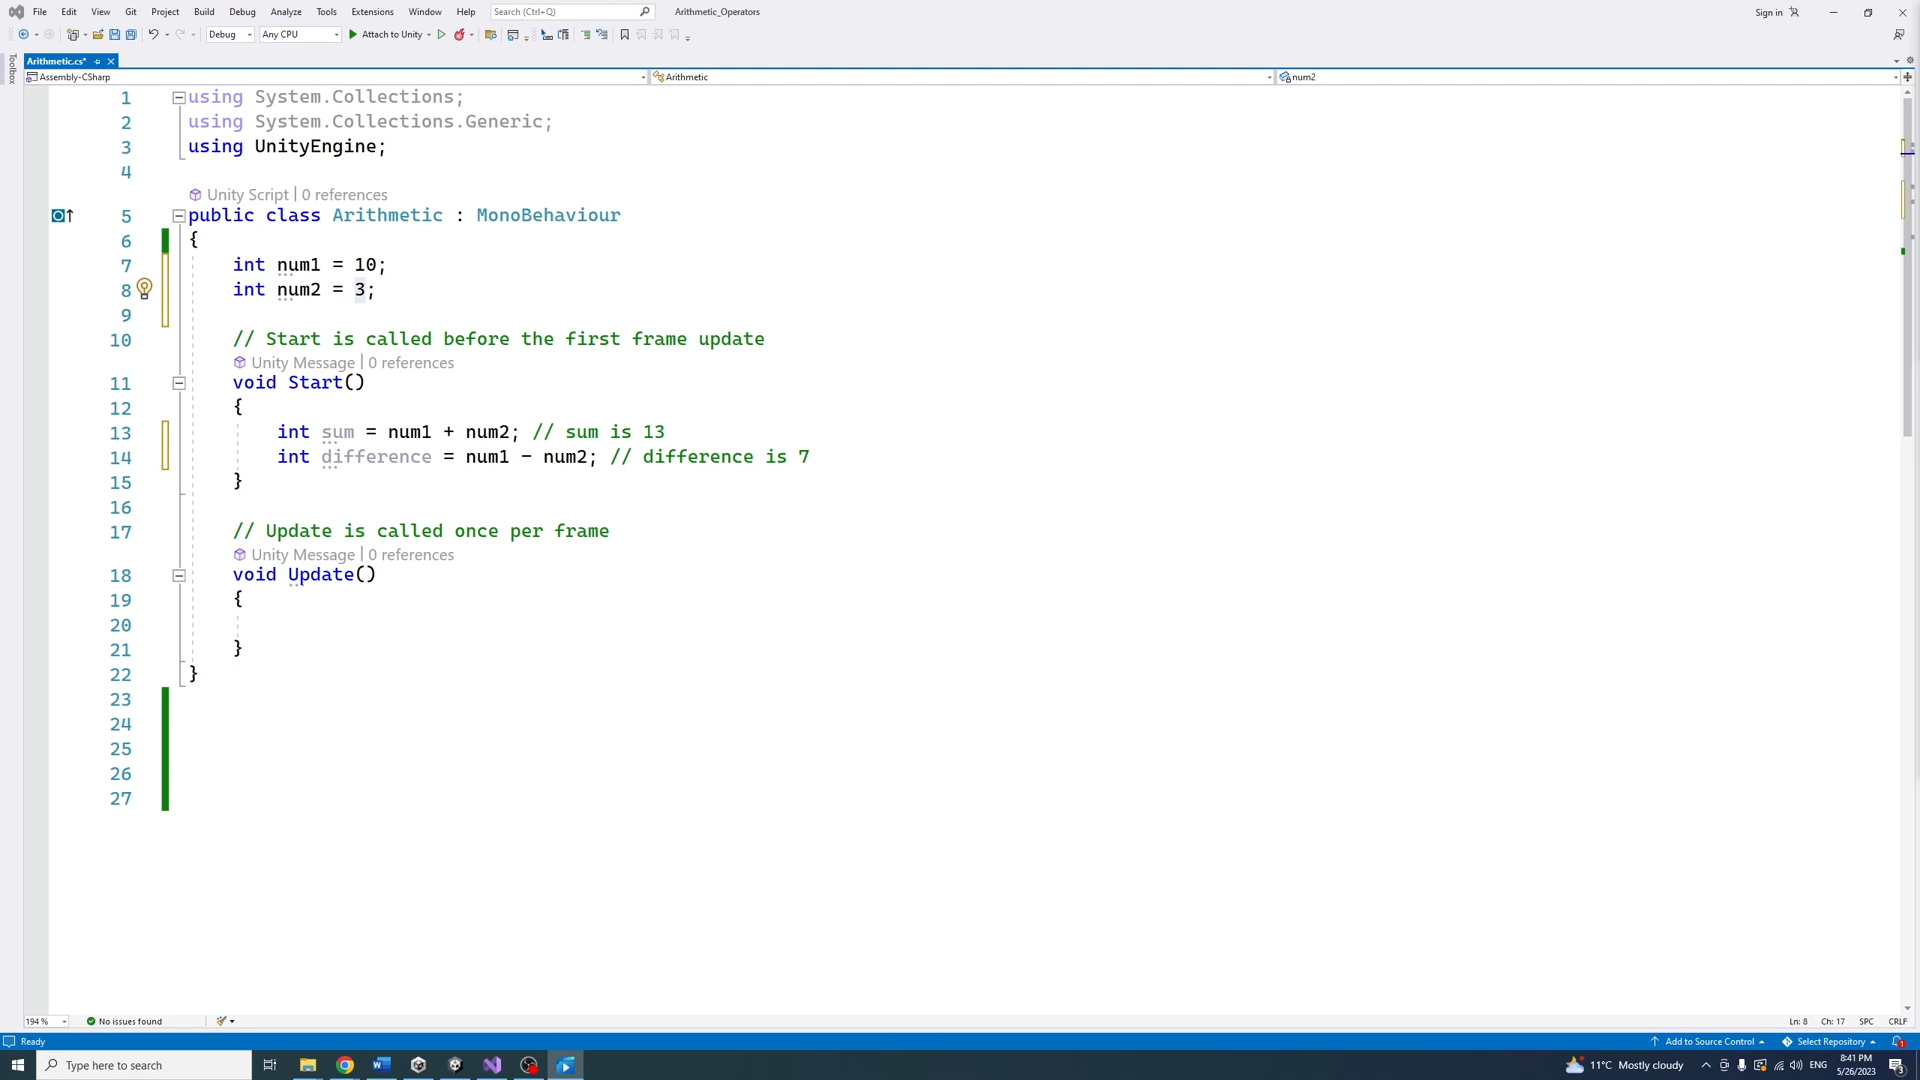 File Edit View Git Project Build Debug Analyze Tools Extensions Window Help Search (Ctrl+Q) Arithmetic_Operators Sign in
Debug Any CPU Attach to Unity
Toolbox
Arithmetic.cs*
Assembly-CSharp Arithmetic num2
1 using System.Collections;
2 using System.Collections.Generic;
3 using UnityEngine;
4
Unity Script | 0 references
5 public class Arithmetic : MonoBehaviour
6 {
7 int num1 = 10;
8 int num2 = 3;
9
10 // Start is called before the first frame update
Unity Message | 0 references
11 void Start()
12 {
13 int sum = num1 + num2; // sum is 13
14 int difference = num1 - num2; // difference is 7
15 }
16
17 // Update is called once per frame
Unity Message | 0 references
18 void Update()
19 {
20
21 }
22 }
23
24
25
26
27
194 % No issues found Ln: 8 Ch: 17 SPC CRLF
Ready Add to Source Control Select Repository 1
Type here to search 11°C Mostly cloudy ENG 8:41 PM
5/26/2023 3